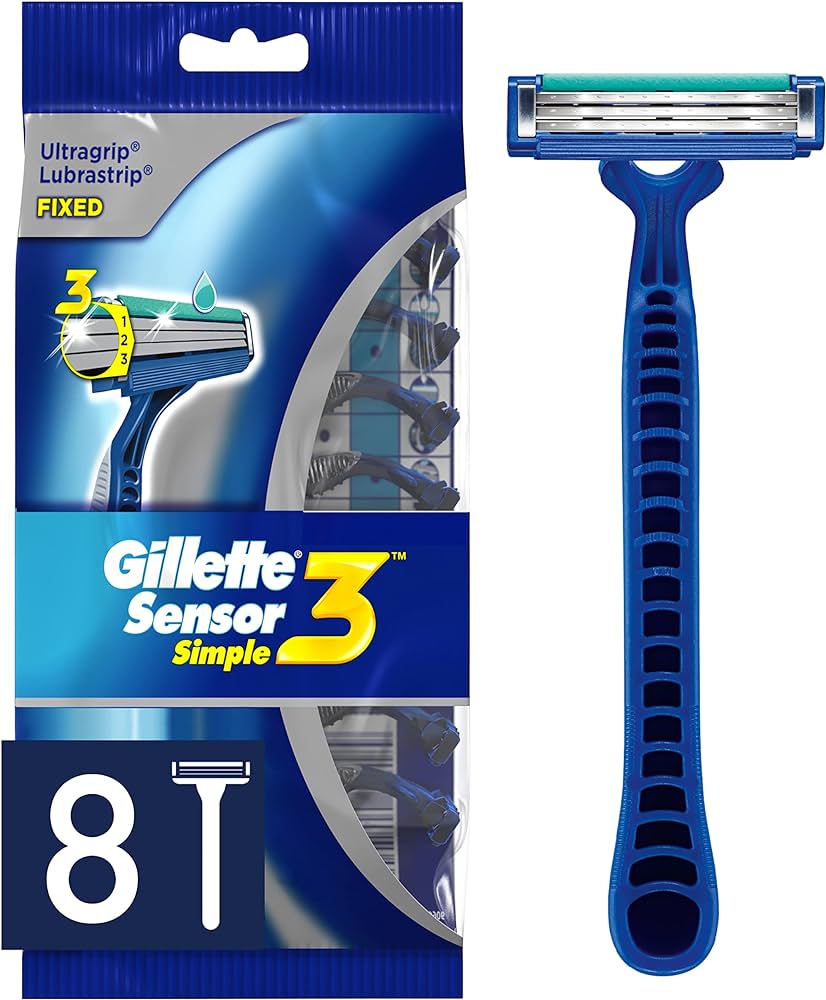 Ultragrip®
Lubrastrip®
FIXED
3
1
2
3
Gillette®
Sensor
Simple
3™
8